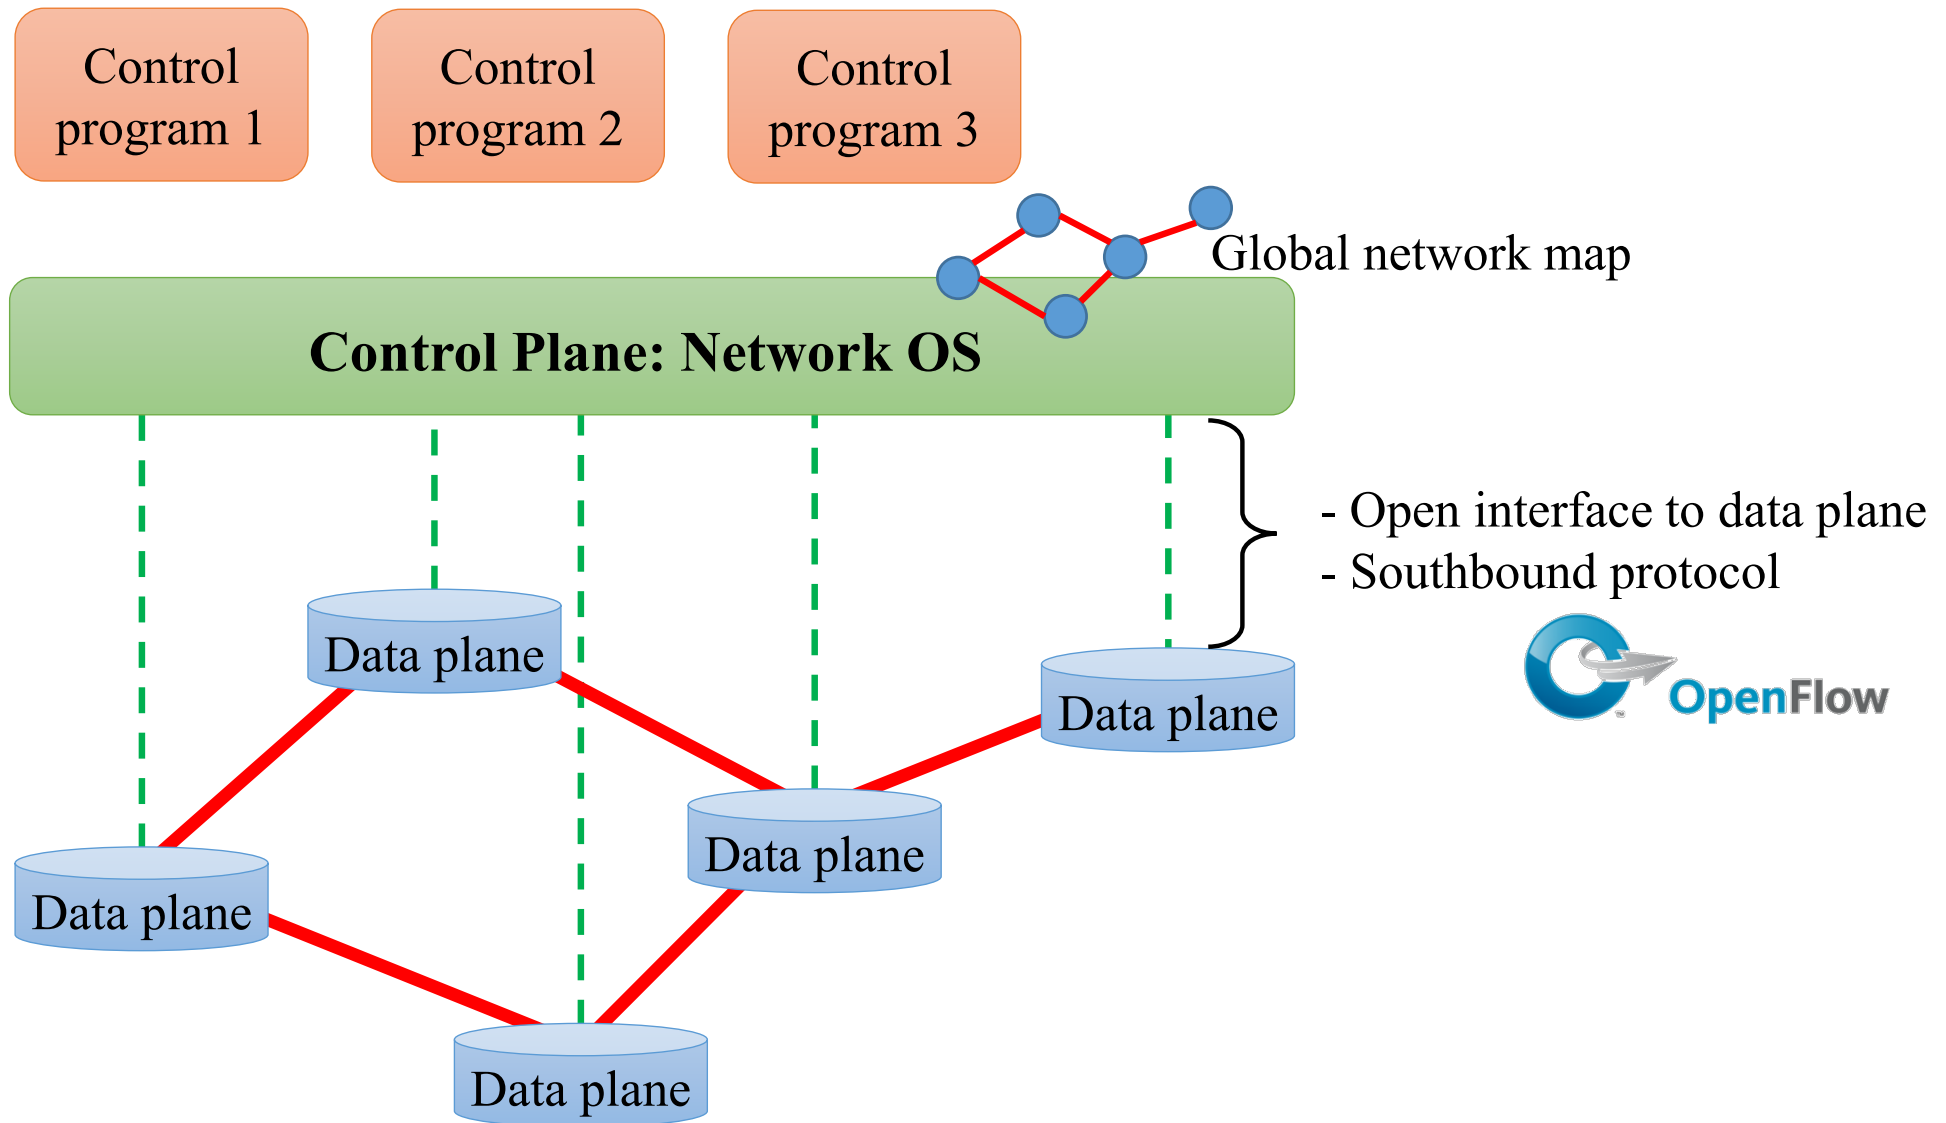 Control
program 1
Control
program 2
Control
program 3
Global network map
Control Plane: Network OS
- Open interface to data plane
- Southbound protocol
OpenFlow
™
Data plane
Data plane
Data plane
Data plane
Data plane